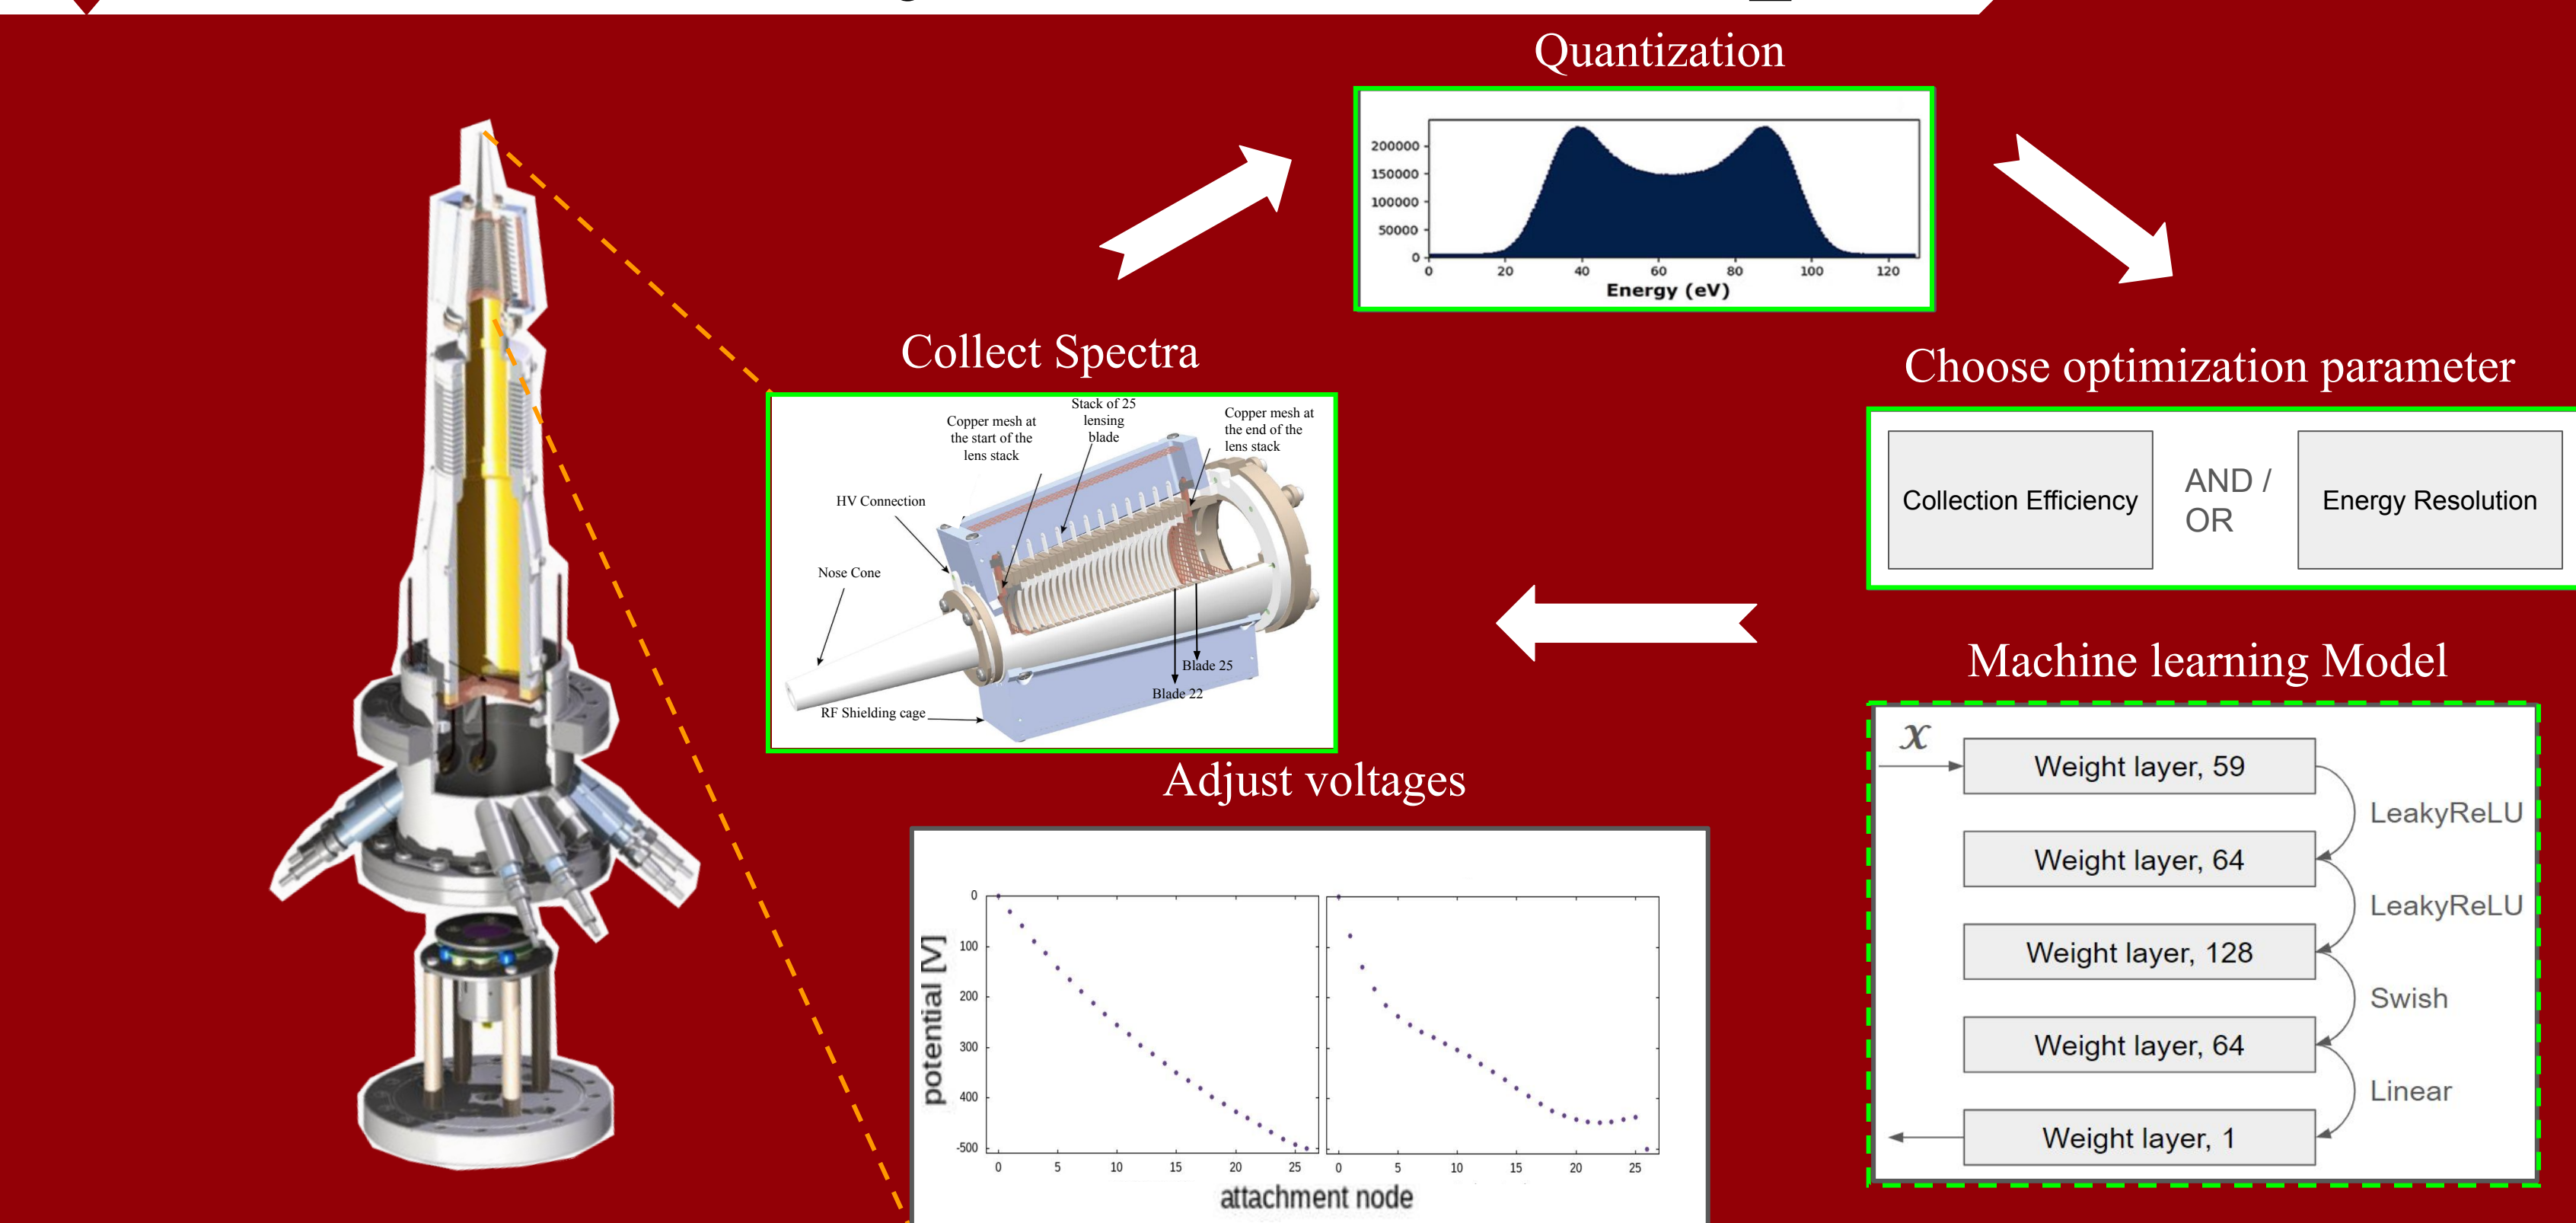 Quantization
200000
150000
100000
50000
0
0 20 40 60 80 100 120
Energy (eV)
Collect Spectra
Copper mesh at
the start of the
lens stack
Stack of 25
lensing
blade
Copper mesh at
the end of the
lens stack
HV Connection
Nose Cone
Blade 25
Blade 22
RF Shielding cage
Choose optimization parameter
Collection Efficiency
AND /
OR
Energy Resolution
Machine learning Model
x
Weight layer, 59
LeakyReLU
Weight layer, 64
LeakyReLU
Weight layer, 128
Swish
Weight layer, 64
Linear
Weight layer, 1
Adjust voltages
potential [V]
0
100
200
300
400
-500
0 5 10 15 20 25
0 5 10 15 20 25
attachment node